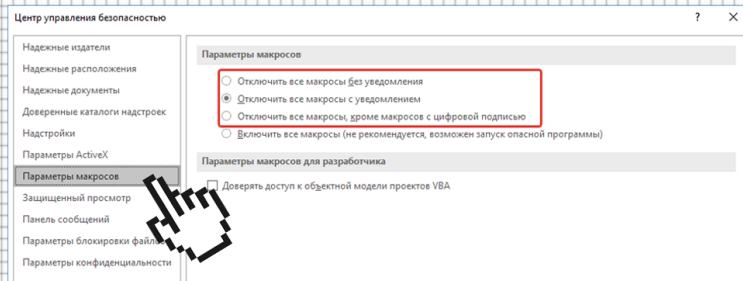 Центр управления безопасностью
?
Надежные издатели
Надежные расположения
Надежные документы
Доверенные каталоги надстроек
Надстройки
Параметры ActiveX
Параметры макросов
Защищенный просмотр
Панель сообщений
Параметры блокировки
Параметры конфиденциальности
Параметры макросов
Отключить все макросы без уведомления
Отключить все макросы с уведомлением
Отключить все макросы, кроме макросов с цифровой подписью
Включить все макросы (не рекомендуется, возможен запуск опасной программы)
Параметры макросов для разработчика
Доверять доступ к объектной модели проектов VBA